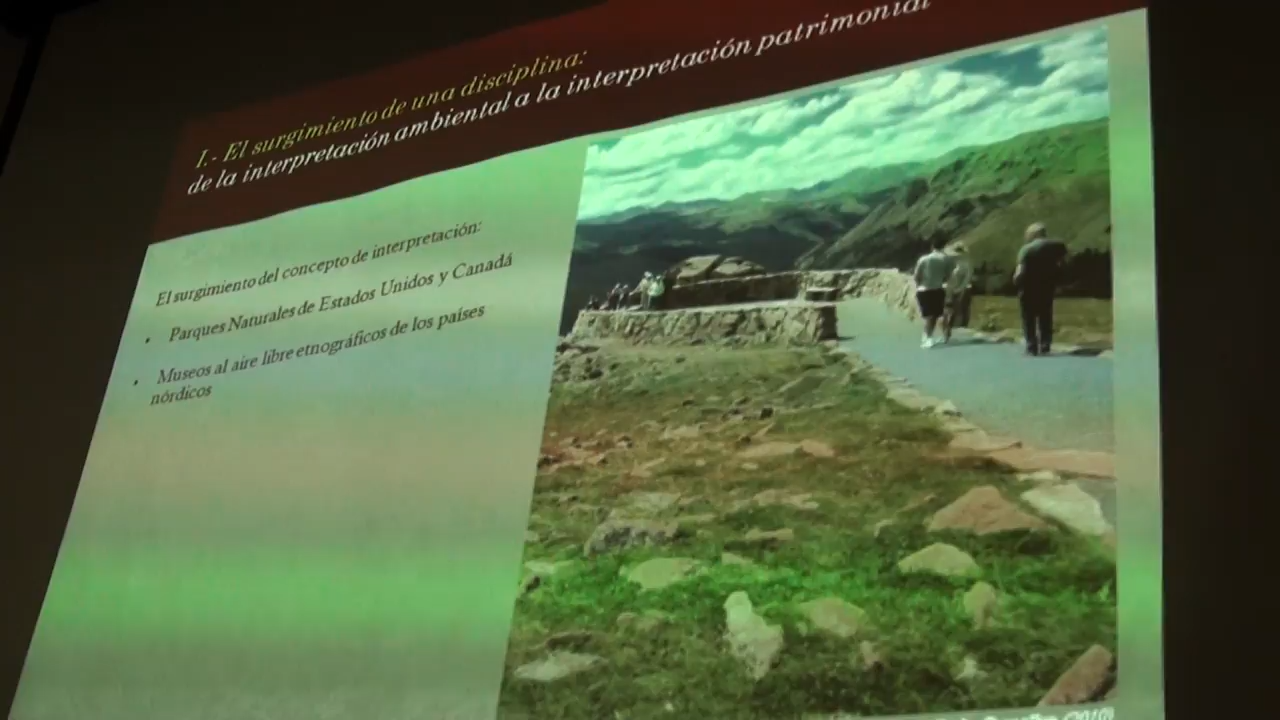 I.- El surgimiento de una disciplina:
de la interpretación ambiental a la interpretación patrimonial
El surgimiento del concepto de interpretación:
• Parques Naturales de Estados Unidos y Canadá
• Museos al aire libre etnográficos de los países
nórdicos
(2010)